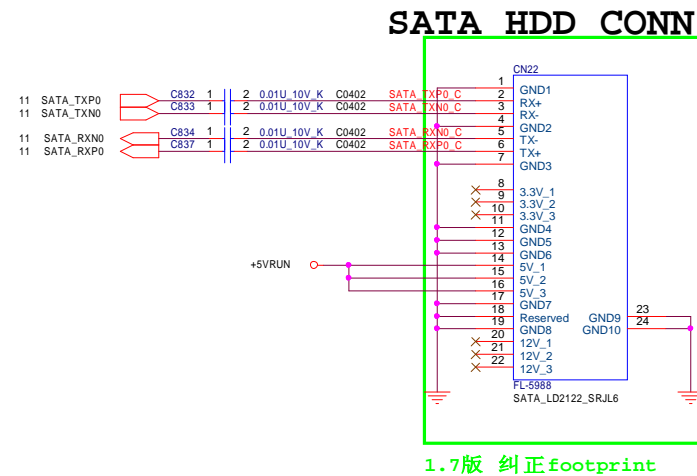 SATA HDD CONN
CN22
11 SATA_TXP0 C832 1 2 0.01U_10V_K C0402 SATA_TXP0_C
11 SATA_TXN0 C833 1 2 0.01U_10V_K C0402 SATA_TXN0_C
11 SATA_RXN0 C834 1 2 0.01U_10V_K C0402 SATA_RXN0_C
11 SATA_RXP0 C837 1 2 0.01U_10V_K C0402 SATA_RXP0_C
1 GND1
2 RX+
3 RX-
4 GND2
5 TX-
6 TX+
7 GND3
8 3.3V_1
9 3.3V_2
10 3.3V_3
11 GND4
12 GND5
13 GND6
+5VRUN
14 5V_1
15 5V_2
16 5V_3
17 GND7
18 Reserved GND9 23
19 GND8 GND10 24
20 12V_1
21 12V_2
22 12V_3
FL-5988
SATA_LD2122_SRJL6
1.7版 纠正footprint